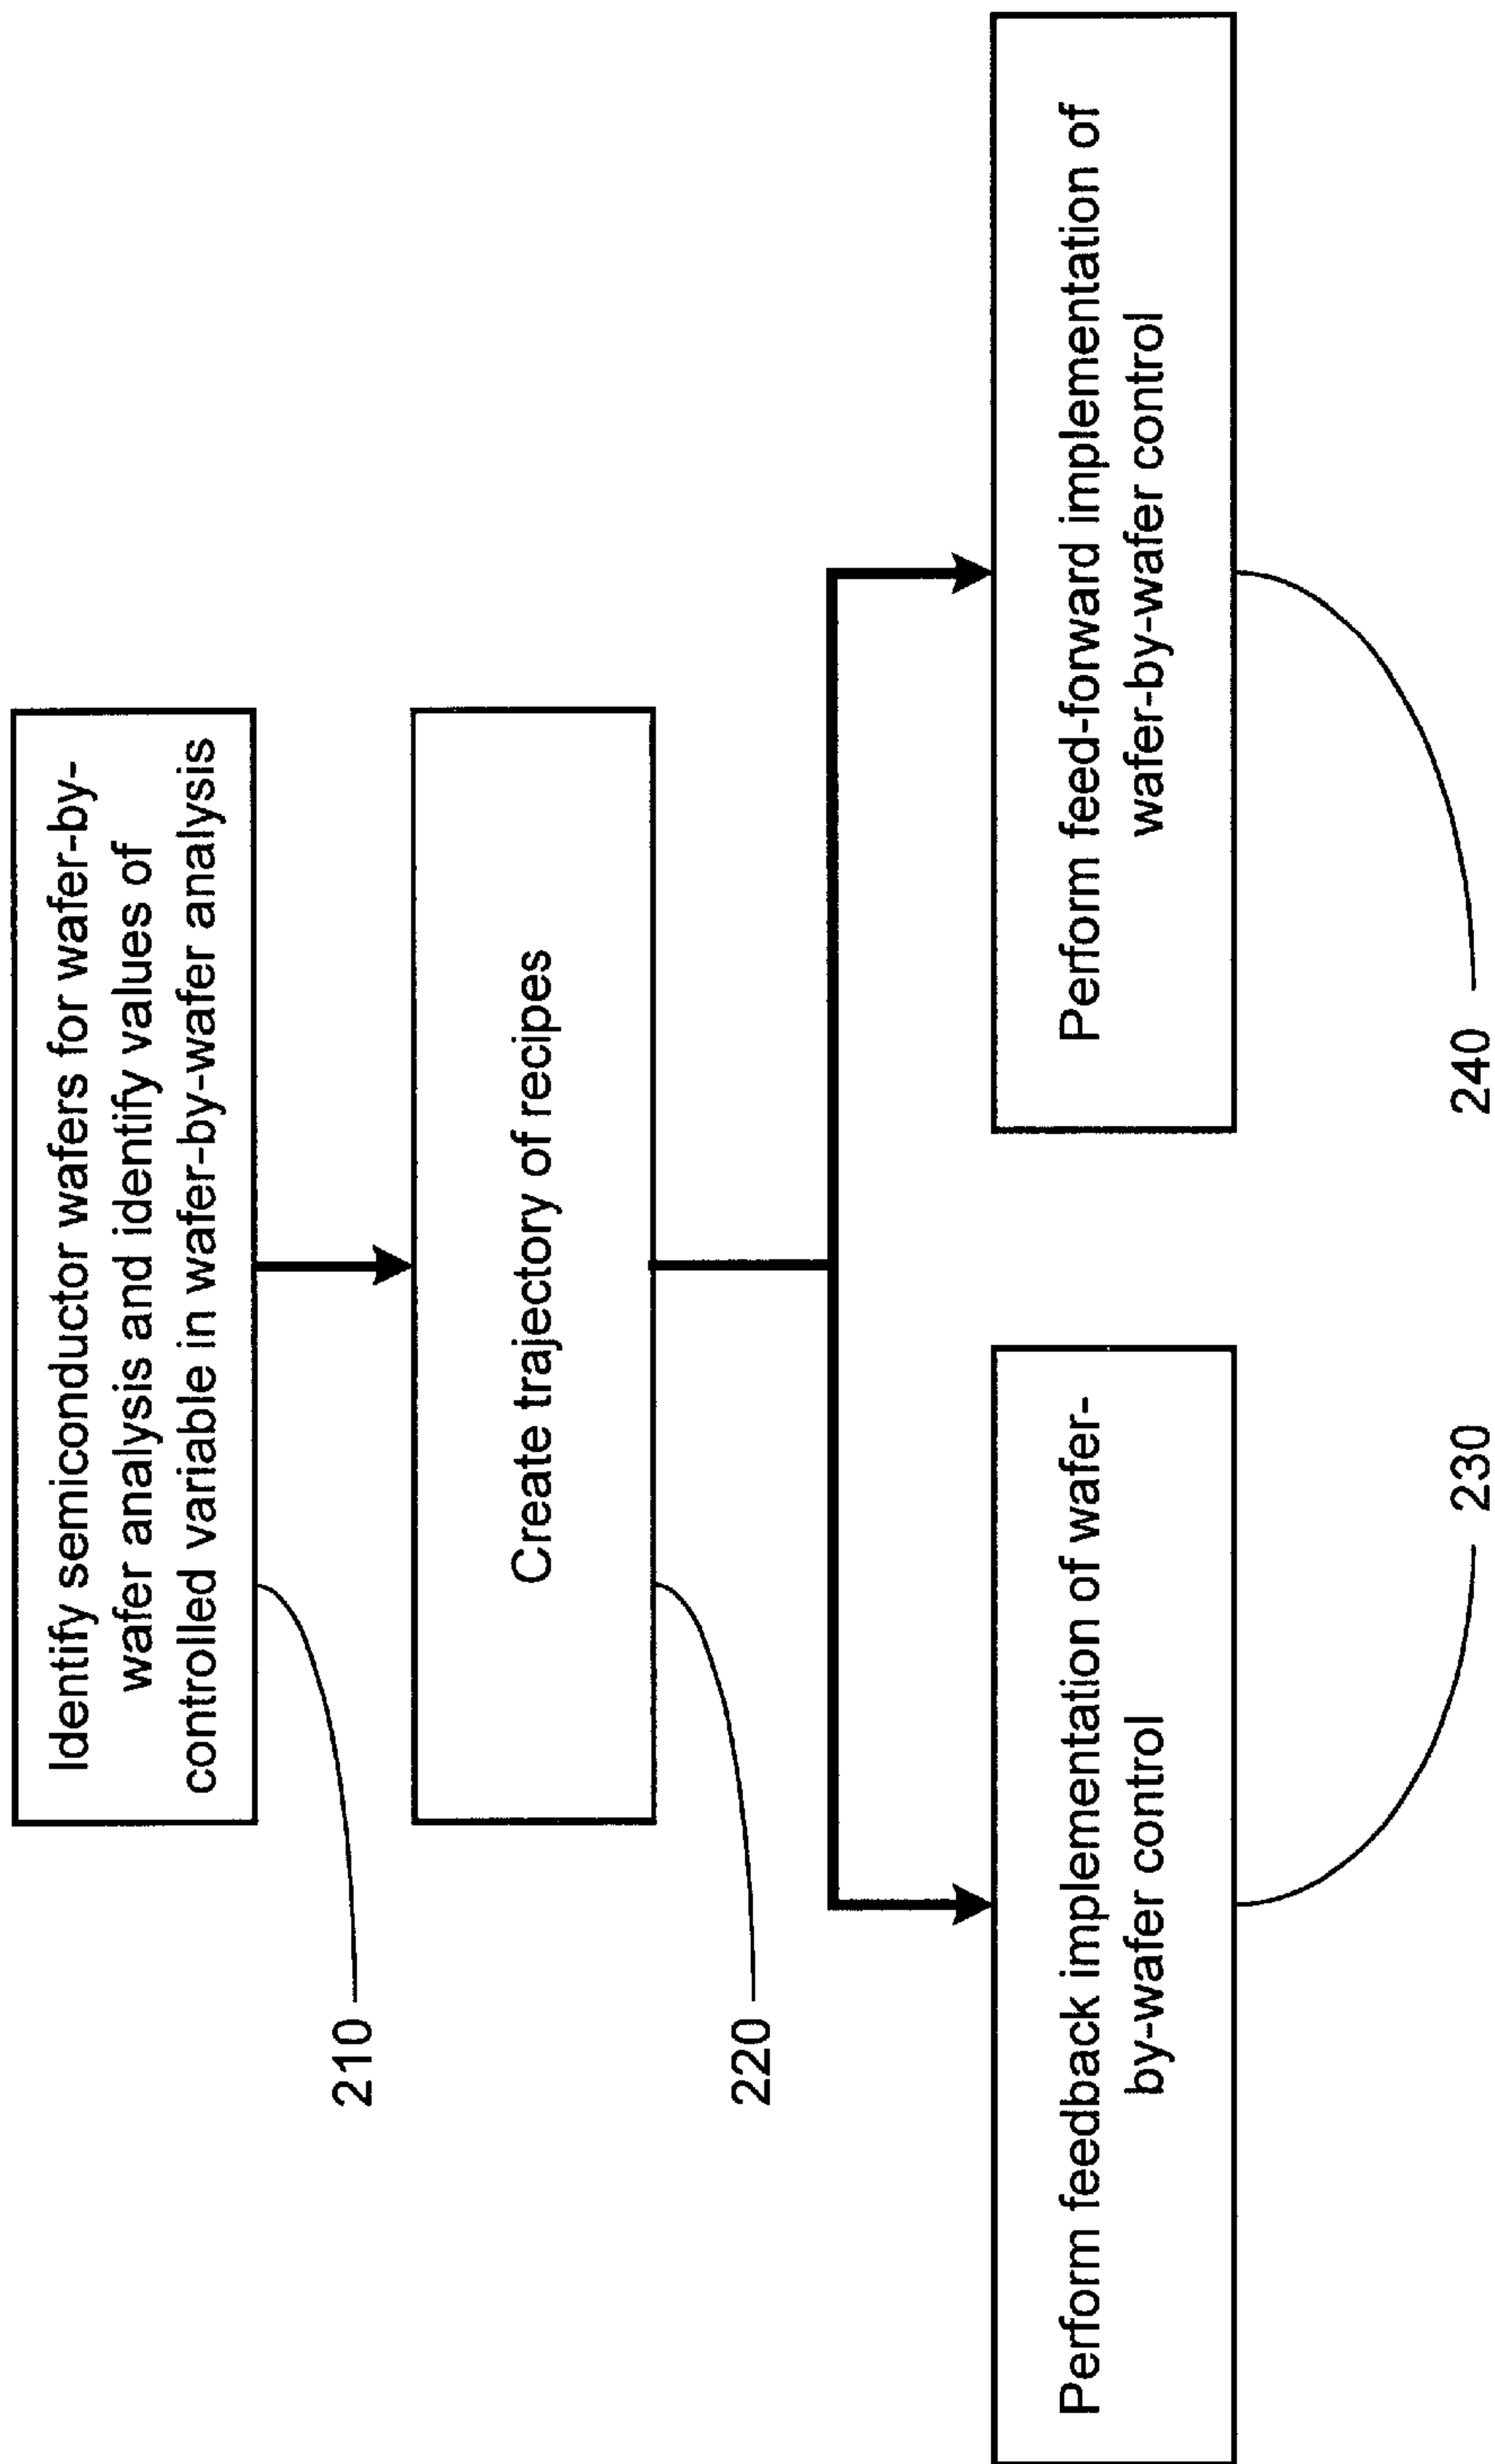 Identify semiconductor wafers for wafer-by-
wafer analysis and identify values of
controlled variable in wafer-by-wafer analysis
210
Create trajectory of recipes
220
Perform feedback implementation of wafer-
by-wafer control
230
Perform feed-forward implementation of
wafer-by-wafer control
240